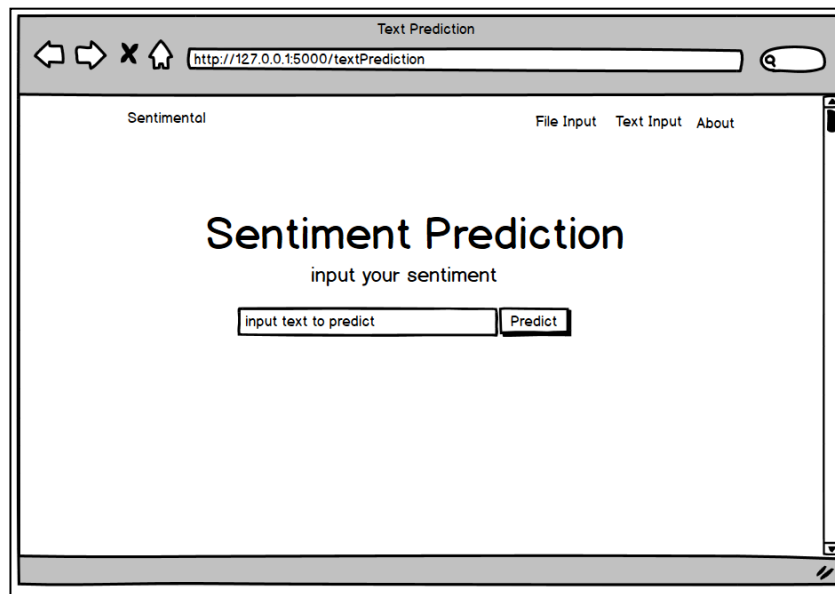 Text Prediction
http://127.0.0.1:5000/textPrediction
Sentimental File Input Text Input About
Sentiment Prediction
input your sentiment
input text to predict Predict